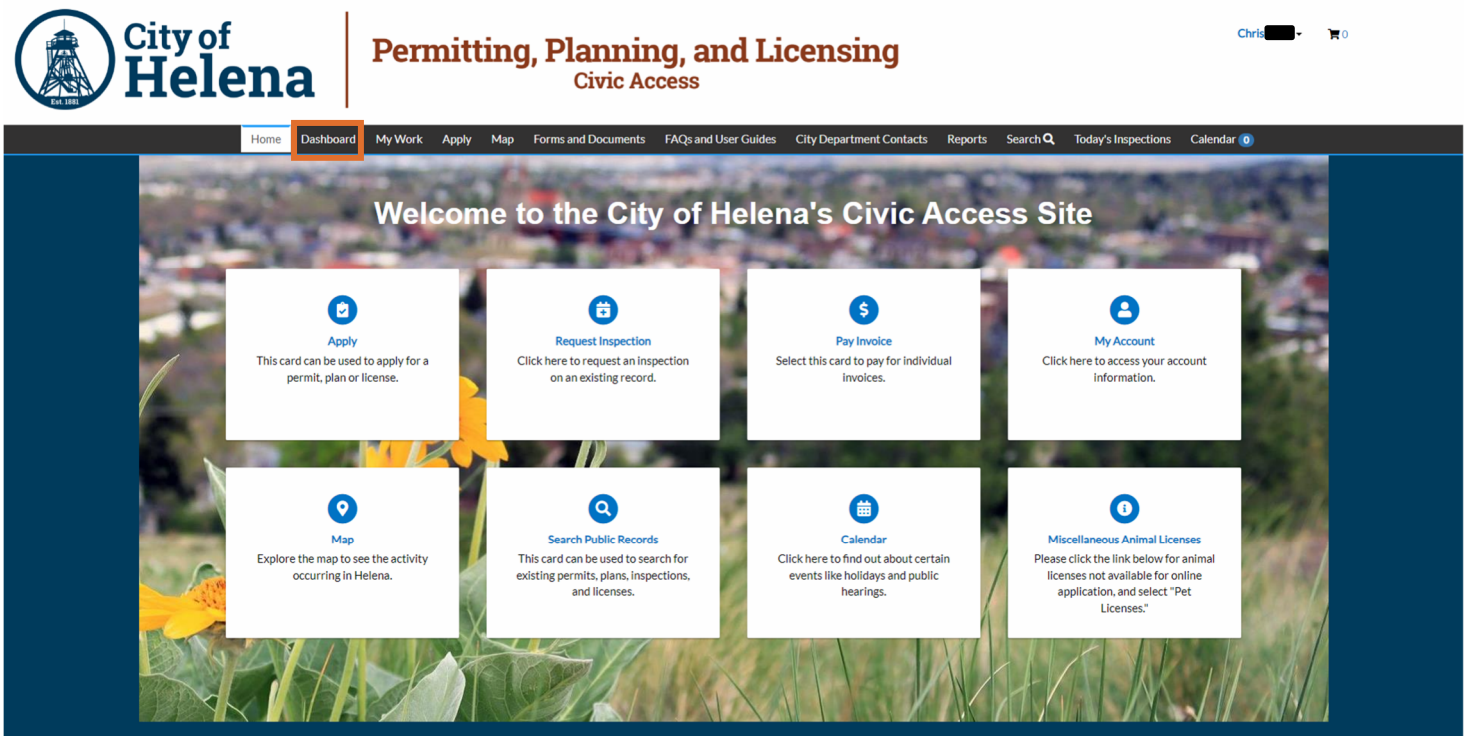 City of
Helena
Est. 1881
Permitting, Planning, and Licensing
Civic Access
Chris
0
Home Dashboard My Work Apply Map Forms and Documents FAQs and User Guides City Department Contacts Reports Search Today's Inspections Calendar 0
Welcome to the City of Helena's Civic Access Site
Apply
This card can be used to apply for a
permit, plan or license.
Request Inspection
Click here to request an inspection
on an existing record.
Pay Invoice
Select this card to pay for individual
invoices.
My Account
Click here to access your account
information.
Map
Explore the map to see the activity
occurring in Helena.
Search Public Records
This card can be used to search for
existing permits, plans, inspections,
and licenses.
Calendar
Click here to find out about certain
events like holidays and public
hearings.
Miscellaneous Animal Licenses
Please click the link below for animal
licenses not available for online
application, and select "Pet
Licenses."